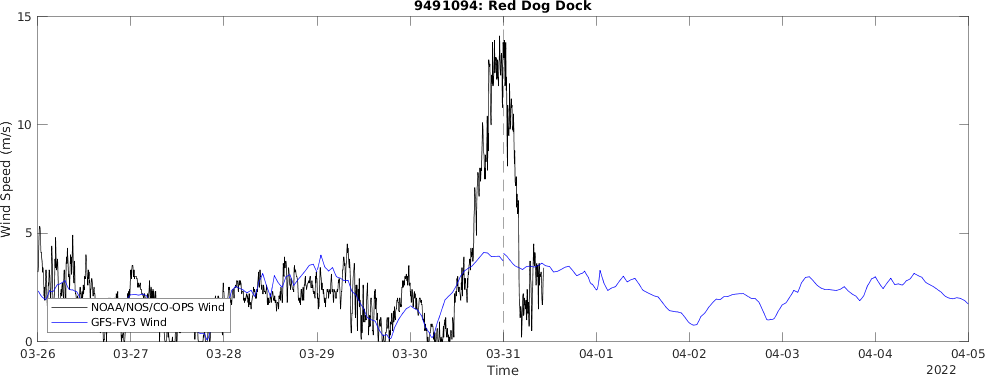 9491094: Red Dog Dock
Wind Speed (m/s)
15
10
5
0
NOAA/NOS/CO-OPS Wind
GFS-FV3 Wind
03-26 03-27 03-28 03-29 03-30 03-31 04-01 04-02 04-03 04-04 04-05
Time
2022